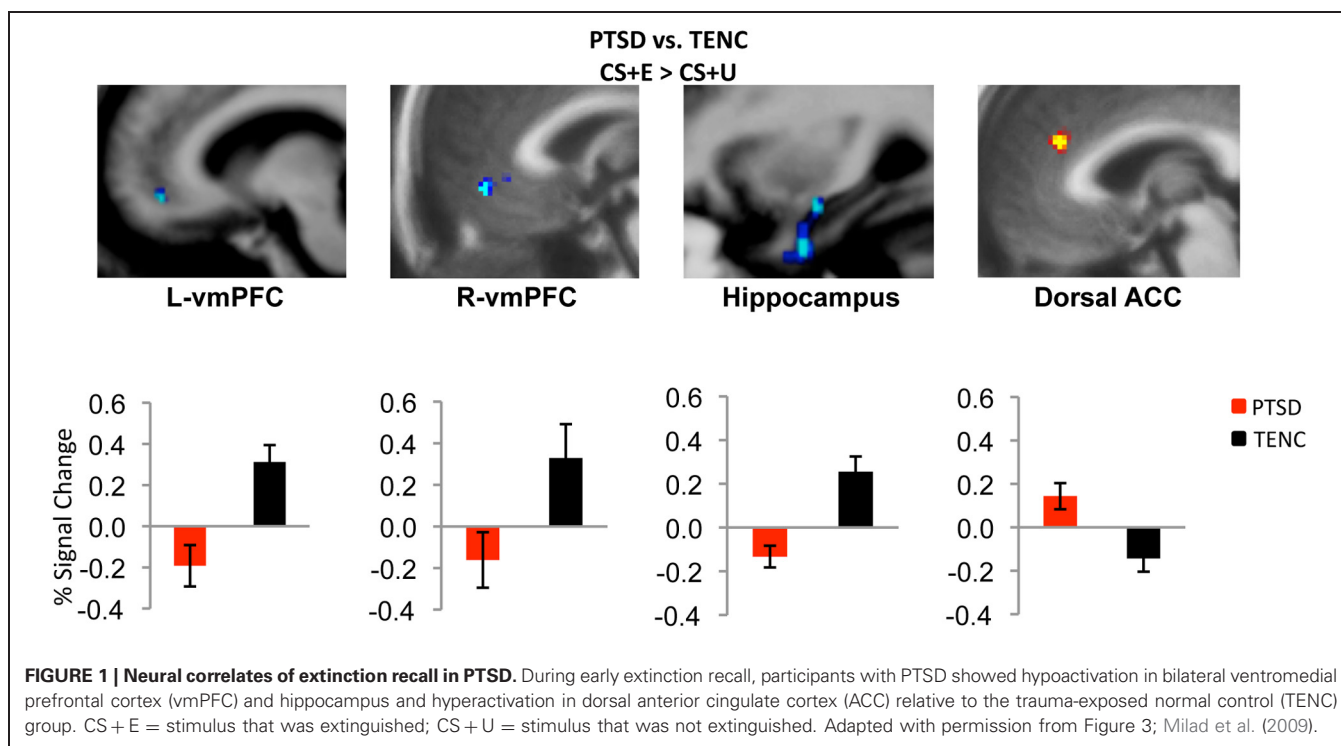 PTSD vs. TENC
CS+E > CS+U
L-vmPFC
R-vmPFC
Hippocampus
Dorsal ACC
% Signal Change
0.6
0.4
0.2
0.0
-0.2
-0.4
0.6
0.4
0.2
0.0
-0.2
-0.4
0.6
0.4
0.2
0.0
-0.2
-0.4
0.6
0.4
0.2
0.0
-0.2
-0.4
PTSD
TENC
FIGURE 1 | Neural correlates of extinction recall in PTSD. During early extinction recall, participants with PTSD showed hypoactivation in bilateral ventromedial
prefrontal cortex (vmPFC) and hippocampus and hyperactivation in dorsal anterior cingulate cortex (ACC) relative to the trauma-exposed normal control (TENC)
group. CS + E = stimulus that was extinguished; CS + U = stimulus that was not extinguished. Adapted with permission from Figure 3; Milad et al. (2009).